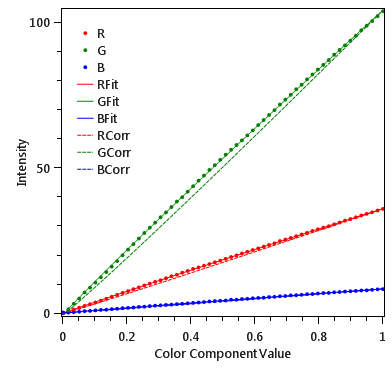 100
50
0
Intensity
R
G
B
RFit
GFit
BFit
RCorr
GCorr
BCorr
0 0.2 0.4 0.6 0.8 1
Color Component Value